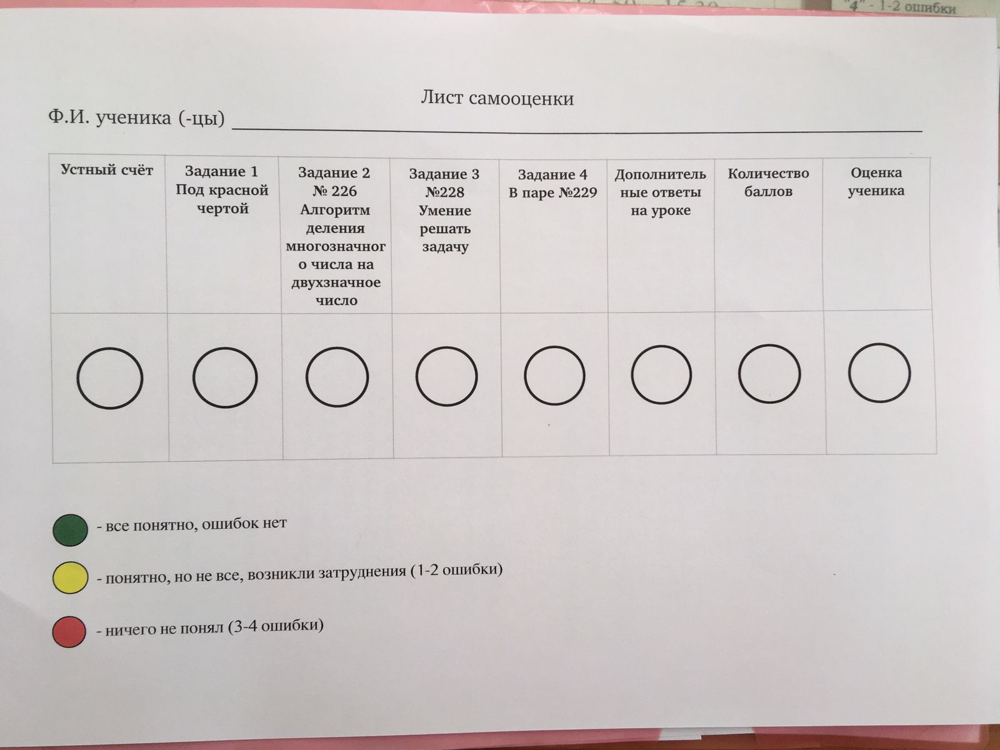 "4" - 1-2 ошибки
Лист самооценки
Ф.И. ученика (-цы)
Устный счёт
Задание 1
Под красной
чертой
Задание 2
№ 226
Алгоритм
деления
многозначног
о числа на
двухзначное
число
Задание 3
№228
Умение
решать
задачу
Задание 4
В паре №229
Дополнитель
ные ответы
на уроке
Количество
баллов
Оценка
ученика
- все понятно, ошибок нет
- понятно, но не все, возникли затруднения (1-2 ошибки)
- ничего не понял (3-4 ошибки)